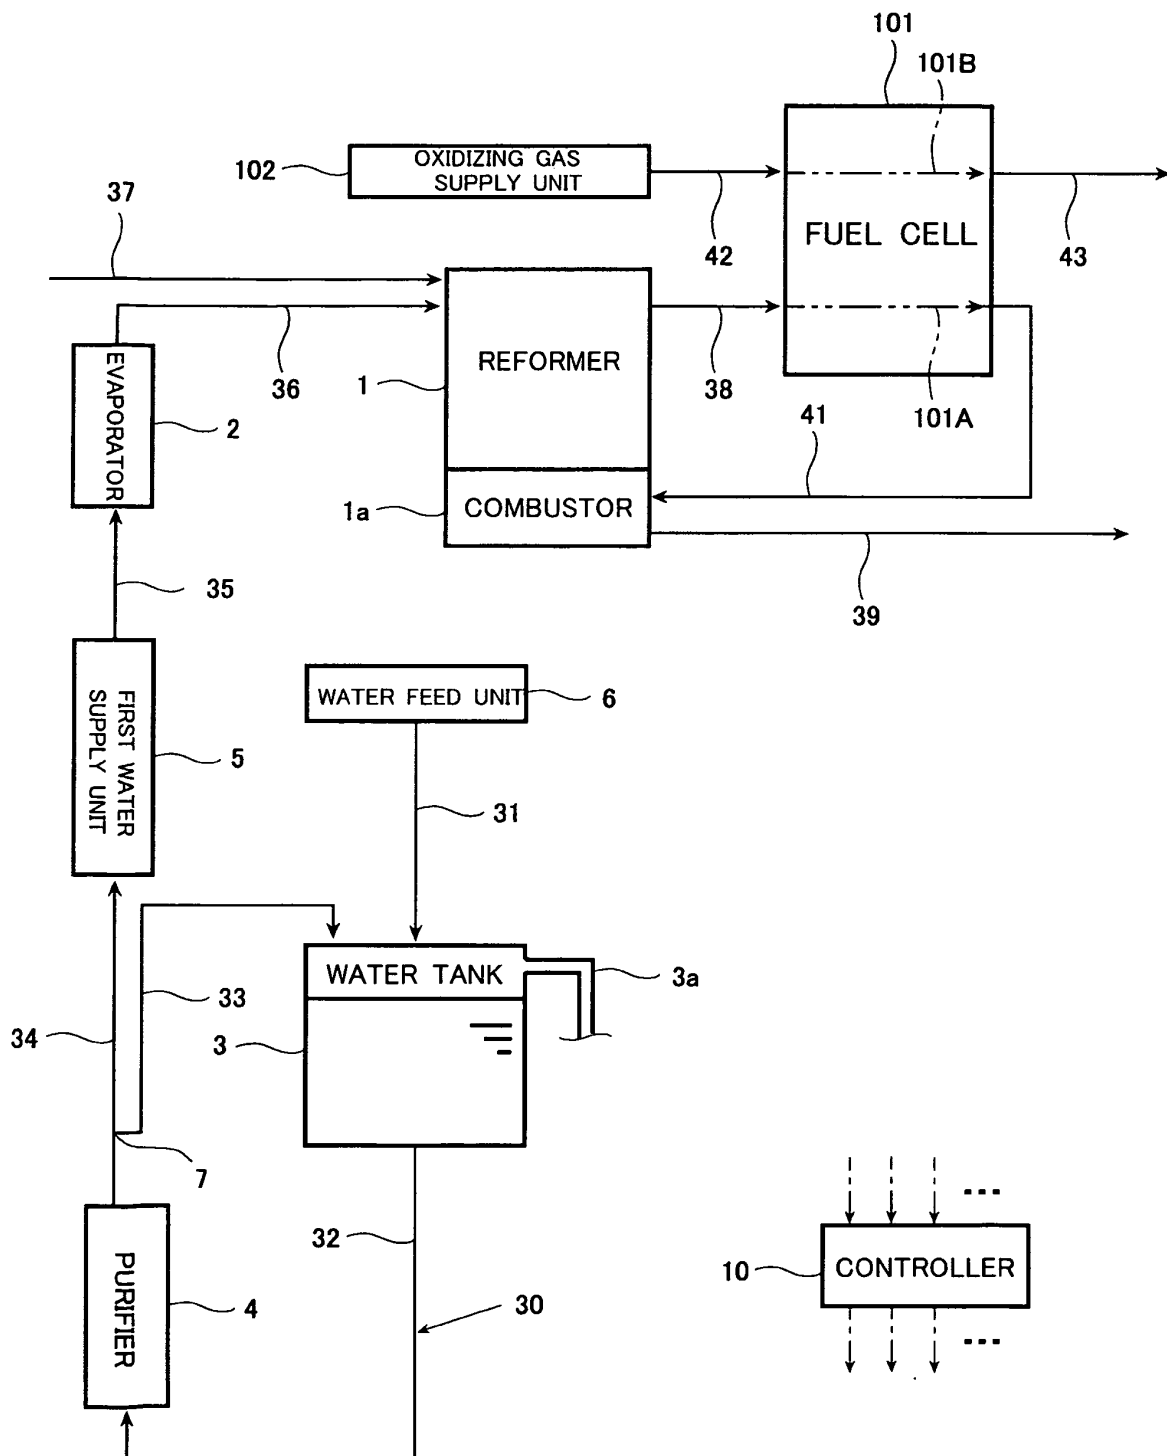 101
101B
OXIDIZING GAS
SUPPLY UNIT
102
37
42
FUEL CELL
43
36
38
EVAPORATOR
2
1
REFORMER
41
101A
1a
COMBUSTOR
35
39
FIRST WATER
SUPPLY UNIT
5
WATER FEED UNIT
6
31
WATER TANK
3a
33
34
3
7
32
PURIFIER
4
30
...
10
CONTROLLER
...